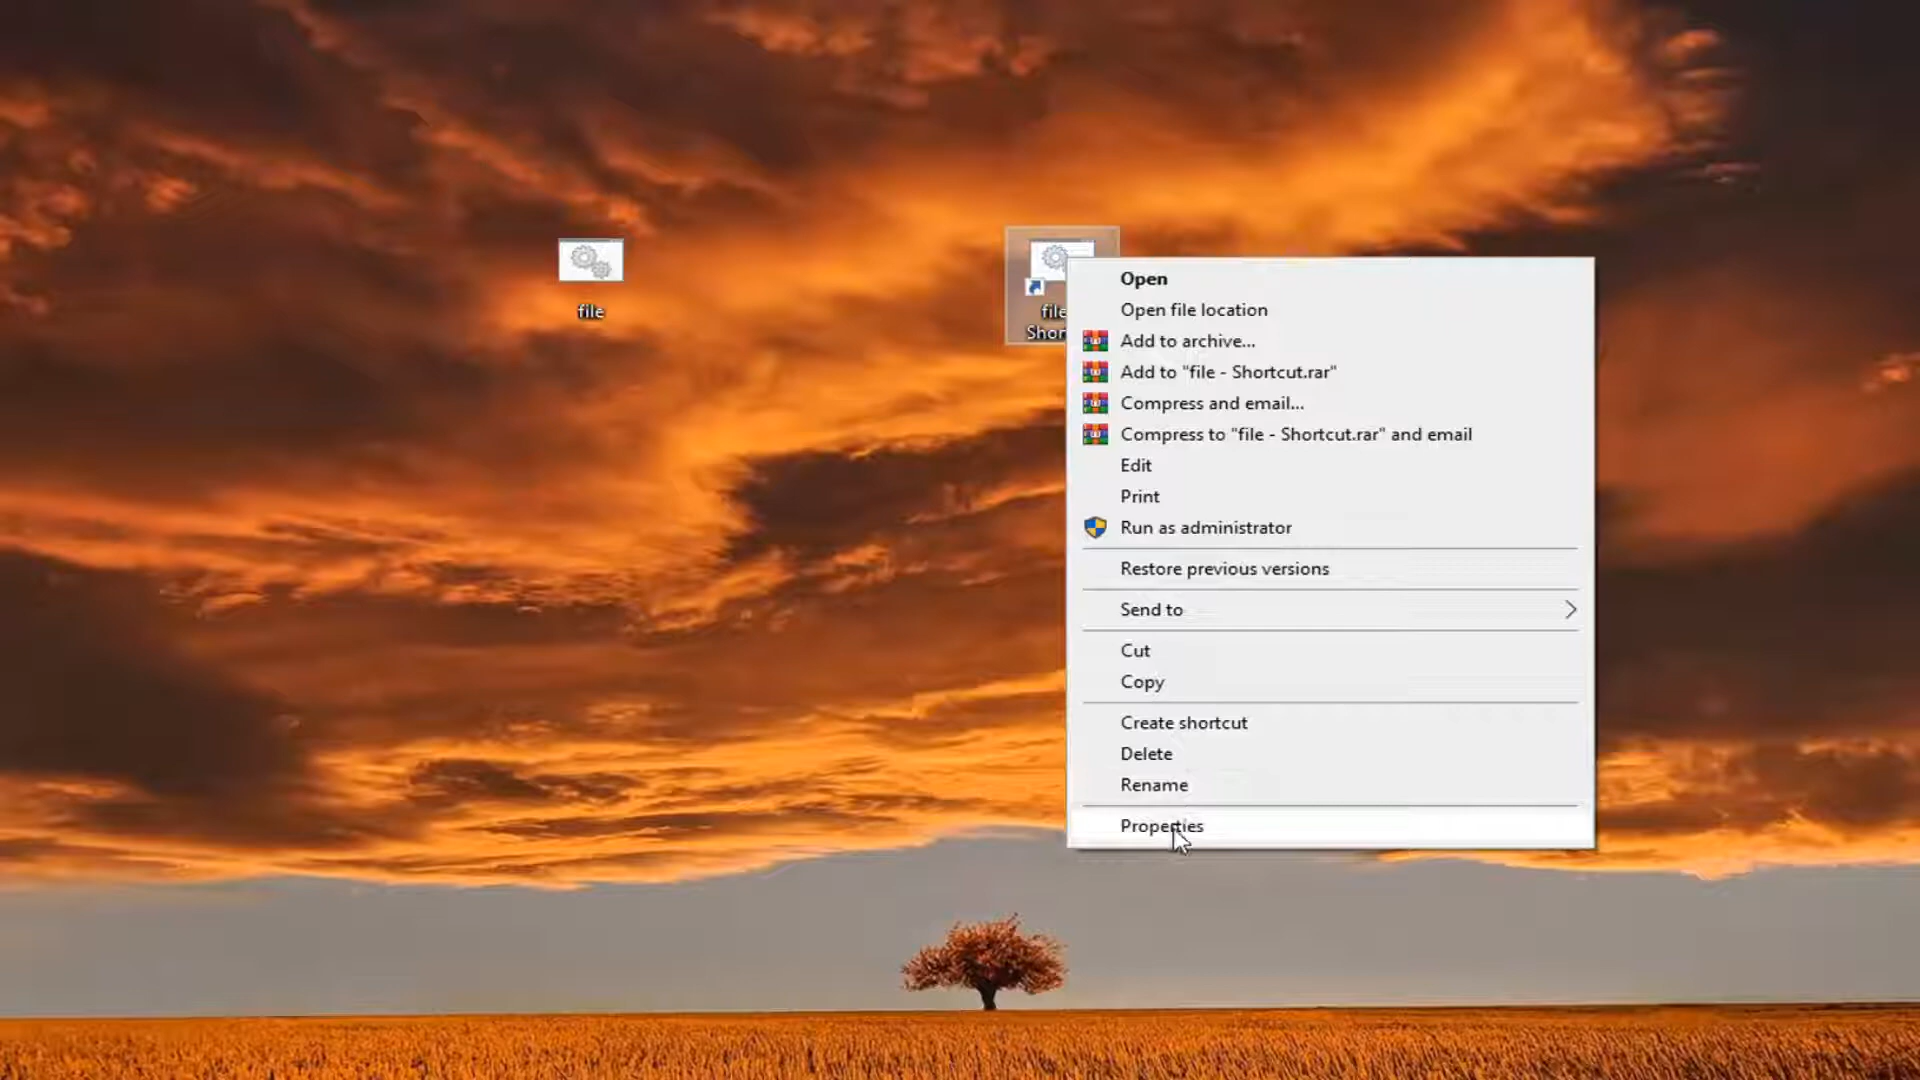 file
file
Shor
Open
Open file location
Add to archive...
Add to "file - Shortcut.rar"
Compress and email...
Compress to "file - Shortcut.rar" and email
Edit
Print
Run as administrator
Restore previous versions
Send to
Cut
Copy
Create shortcut
Delete
Rename
Properties